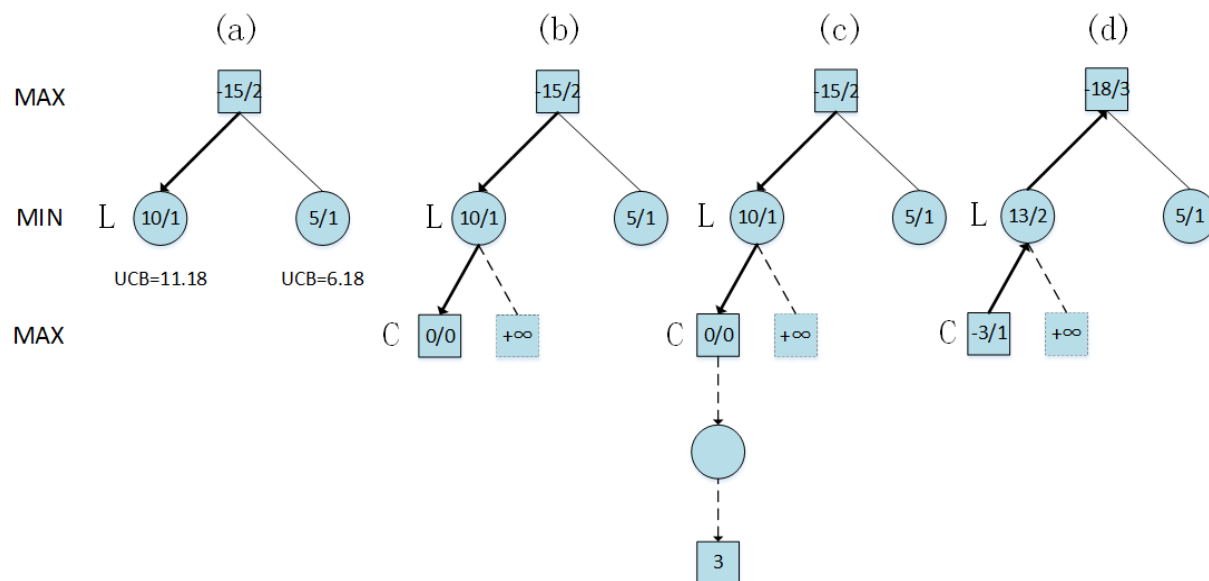 (a) (b) (c) (d)
MAX -15/2 -15/2 -15/2 -18/3
MIN L 10/1 5/1 L 10/1 5/1 L 10/1 5/1 L 13/2 5/1
UCB=11.18 UCB=6.18
MAX C 0/0 +∞ C 0/0 +∞ C -3/1 +∞
3